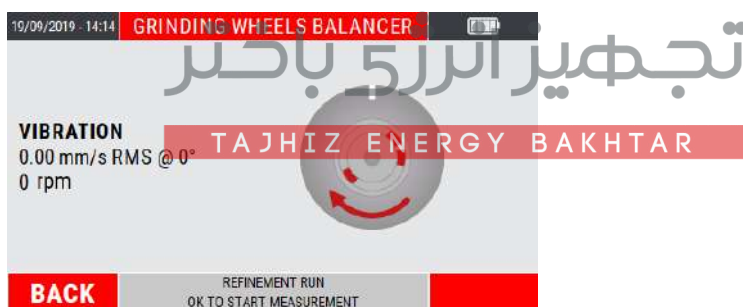 19/09/2019 - 14:14 GRINDING WHEELS BALANCER
تجهیز انرژی باختر
TAJHIZ ENERGY BAKHTAR
VIBRATION
0.00 mm/s RMS @ 0°
0 rpm
BACK
REFINEMENT RUN
OK TO START MEASUREMENT